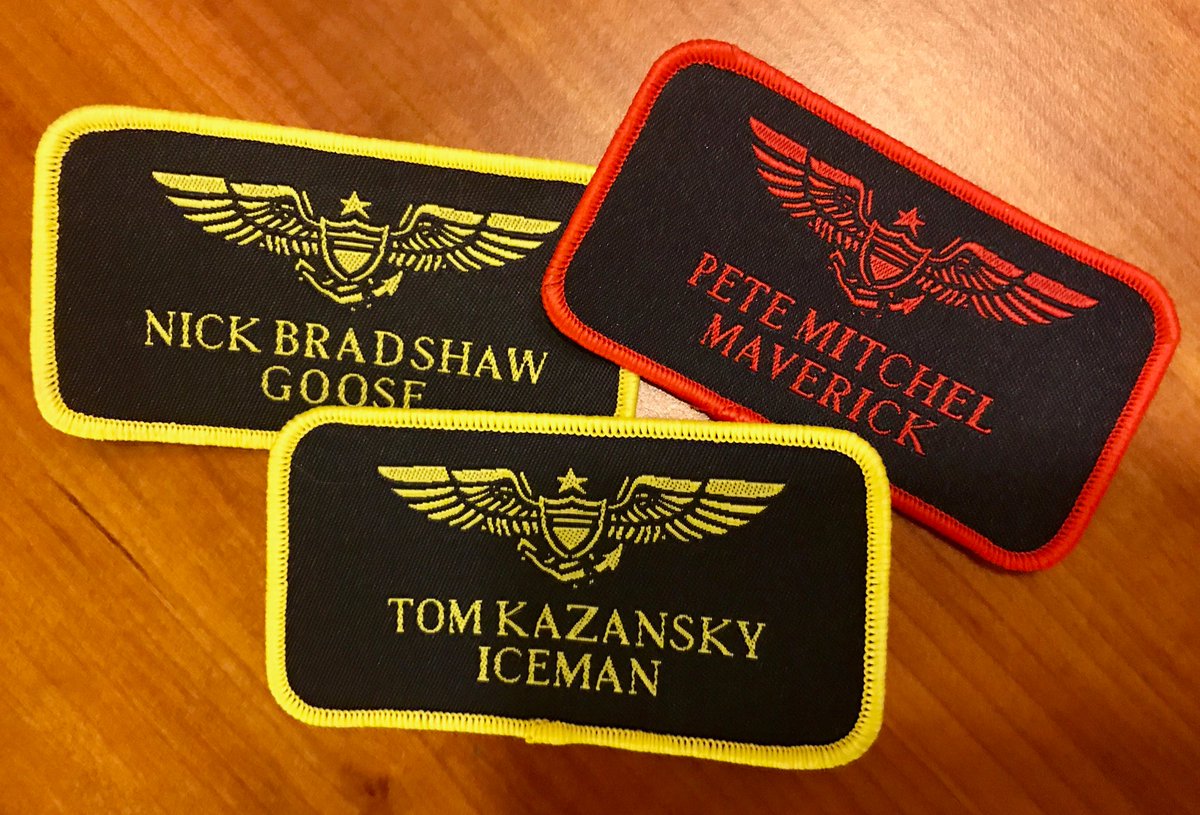 NICK BRADSHAW
GOOSE
PETE MITCHEL
MAVERICK
TOM KAZANSKY
ICEMAN